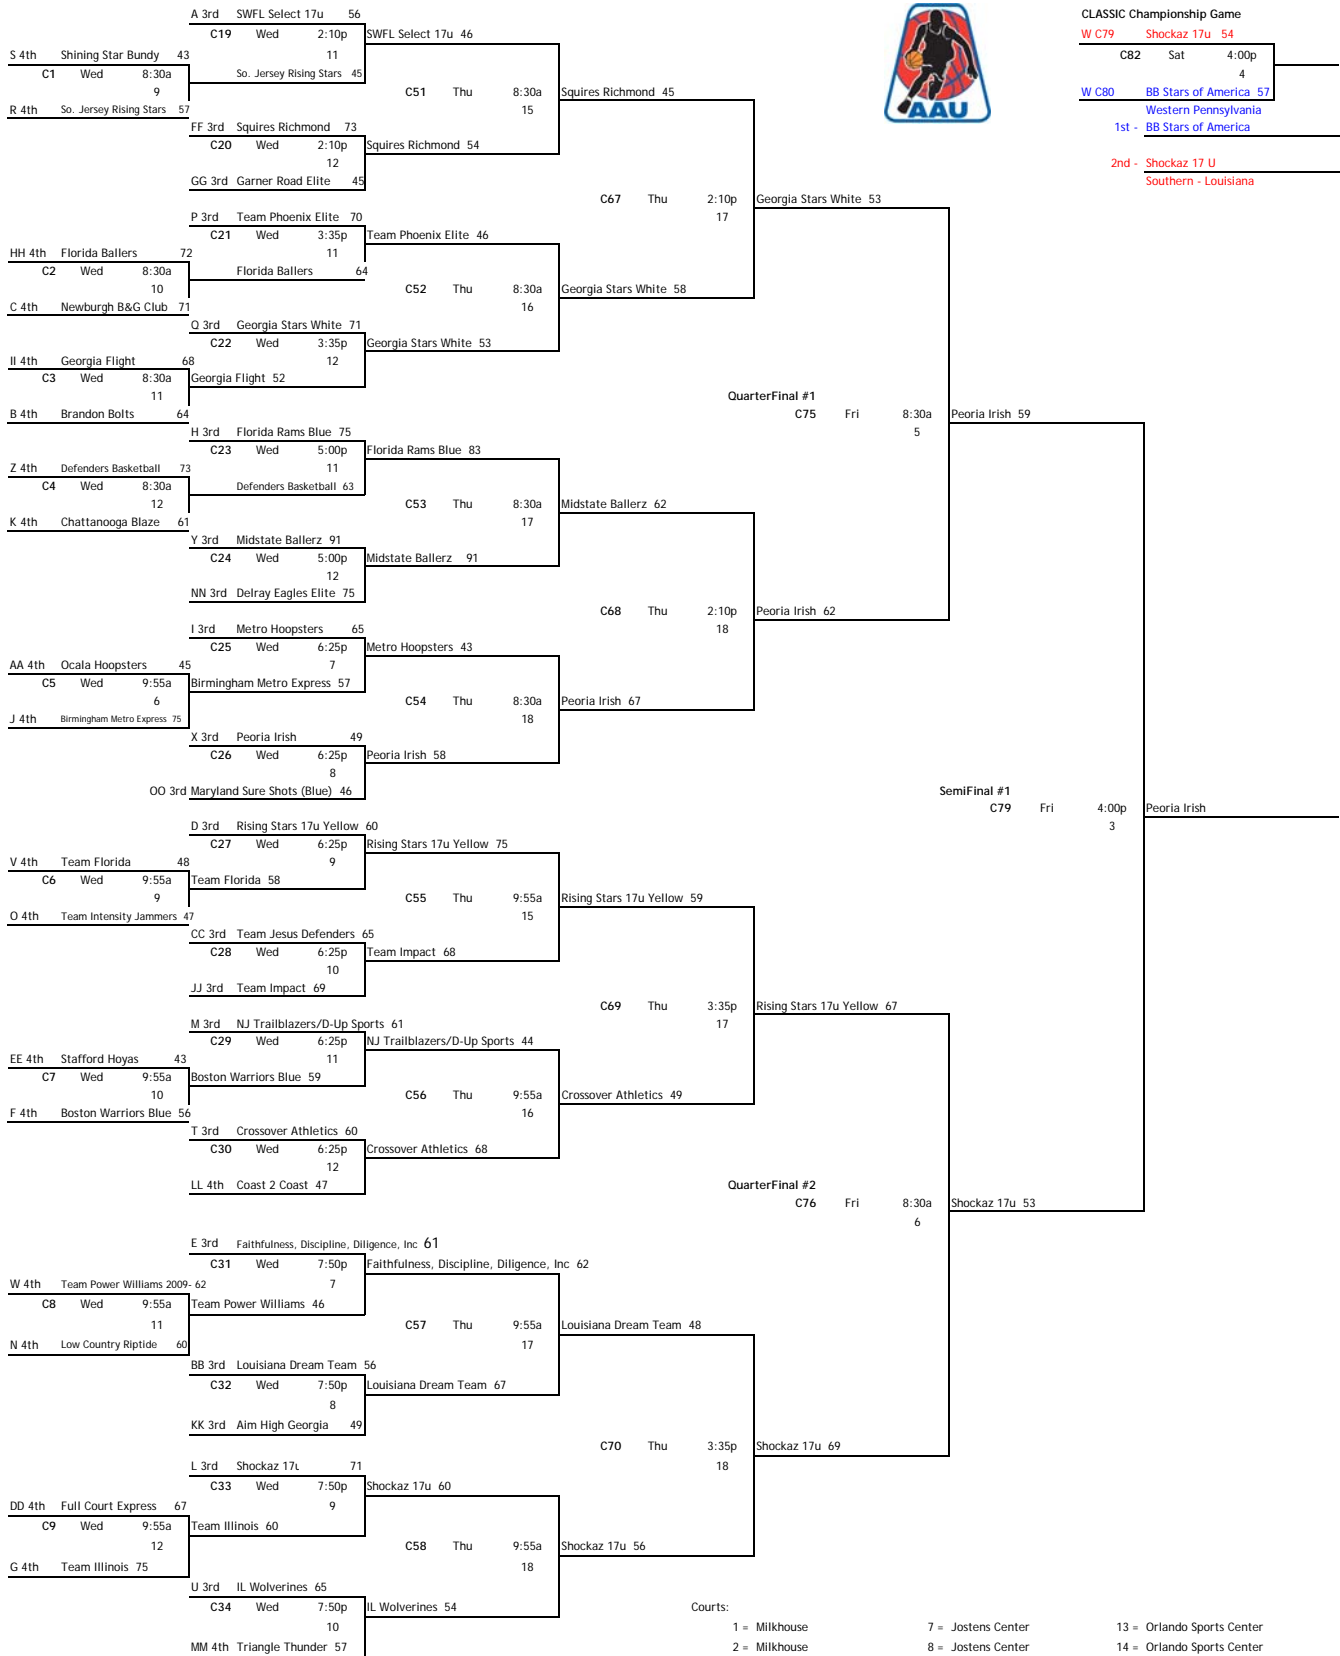 A 3rd SWFL Select 17u 56
CLASSIC Championship Game
C19 Wed 2:10p SWFL Select 17u 46
W C79 Shockaz 17u 54
S 4th Shining Star Bundy 43 11
C82 Sat 4:00p
C1 Wed 8:30a So. Jersey Rising Stars 45
4
9 C51 Thu 8:30a Squires Richmond 45
W C80 BB Stars of America 57
R 4th So. Jersey Rising Stars 57 15
AAU
Western Pennsylvania
FF 3rd Squires Richmond 73
1st - BB Stars of America
C20 Wed 2:10p Squires Richmond 54
12
2nd - Shockaz 17 U
GG 3rd Garner Road Elite 45
Southern - Louisiana
C67 Thu 2:10p Georgia Stars White 53
P 3rd Team Phoenix Elite 70 17
C21 Wed 3:35p Team Phoenix Elite 46
HH 4th Florida Ballers 72 11
C2 Wed 8:30a Florida Ballers 64
10 C52 Thu 8:30a Georgia Stars White 58
C 4th Newburgh B&G Club 71 16
Q 3rd Georgia Stars White 71
C22 Wed 3:35p Georgia Stars White 53
II 4th Georgia Flight 68 12
C3 Wed 8:30a Georgia Flight 52
11 QuarterFinal #1
B 4th Brandon Bolts 64 C75 Fri 8:30a Peoria Irish 59
H 3rd Florida Rams Blue 75 5
C23 Wed 5:00p Florida Rams Blue 83
Z 4th Defenders Basketball 73 11
C4 Wed 8:30a Defenders Basketball 63
12 C53 Thu 8:30a Midstate Ballerz 62
K 4th Chattanooga Blaze 61 17
Y 3rd Midstate Ballerz 91
C24 Wed 5:00p Midstate Ballerz 91
12
NN 3rd Delray Eagles Elite 75
C68 Thu 2:10p Peoria Irish 62
I 3rd Metro Hoopsters 65 18
C25 Wed 6:25p Metro Hoopsters 43
AA 4th Ocala Hoopsters 45 7
C5 Wed 9:55a Birmingham Metro Express 57
6 C54 Thu 8:30a Peoria Irish 67
J 4th Birmingham Metro Express 75 18
X 3rd Peoria Irish 49
C26 Wed 6:25p Peoria Irish 58
8
OO 3rd Maryland Sure Shots (Blue) 46
SemiFinal #1
C79 Fri 4:00p Peoria Irish
D 3rd Rising Stars 17u Yellow 60 3
C27 Wed 6:25p Rising Stars 17u Yellow 75
V 4th Team Florida 48 9
C6 Wed 9:55a Team Florida 58
9 C55 Thu 9:55a Rising Stars 17u Yellow 59
O 4th Team Intensity Jammers 47 15
CC 3rd Team Jesus Defenders 65
C28 Wed 6:25p Team Impact 68
10
JJ 3rd Team Impact 69
C69 Thu 3:35p Rising Stars 17u Yellow 67
M 3rd NJ Trailblazers/D-Up Sports 61 17
C29 Wed 6:25p NJ Trailblazers/D-Up Sports 44
EE 4th Stafford Hoyas 43 11
C7 Wed 9:55a Boston Warriors Blue 59
10 C56 Thu 9:55a Crossover Athletics 49
F 4th Boston Warriors Blue 56 16
T 3rd Crossover Athletics 60
C30 Wed 6:25p Crossover Athletics 68
12
LL 4th Coast 2 Coast 47 QuarterFinal #2
C76 Fri 8:30a Shockaz 17u 53
6
E 3rd Faithfulness, Discipline, Diligence, Inc 61
C31 Wed 7:50p Faithfulness, Discipline, Diligence, Inc 62
W 4th Team Power Williams 2009- 62 7
C8 Wed 9:55a Team Power Williams 46
11 C57 Thu 9:55a Louisiana Dream Team 48
N 4th Low Country Riptide 60 17
BB 3rd Louisiana Dream Team 56
C32 Wed 7:50p Louisiana Dream Team 67
8
KK 3rd Aim High Georgia 49
C70 Thu 3:35p Shockaz 17u 69
L 3rd Shockaz 17u 71 18
C33 Wed 7:50p Shockaz 17u 60
DD 4th Full Court Express 67 9
C9 Wed 9:55a Team Illinois 60
12 C58 Thu 9:55a Shockaz 17u 56
G 4th Team Illinois 75 18
U 3rd IL Wolverines 65
C34 Wed 7:50p IL Wolverines 54 Courts:
10 1 = Milkhouse 7 = Jostens Center 13 = Orlando Sports Center
MM 4th Triangle Thunder 57 2 = Milkhouse 8 = Jostens Center 14 = Orlando Sports Center